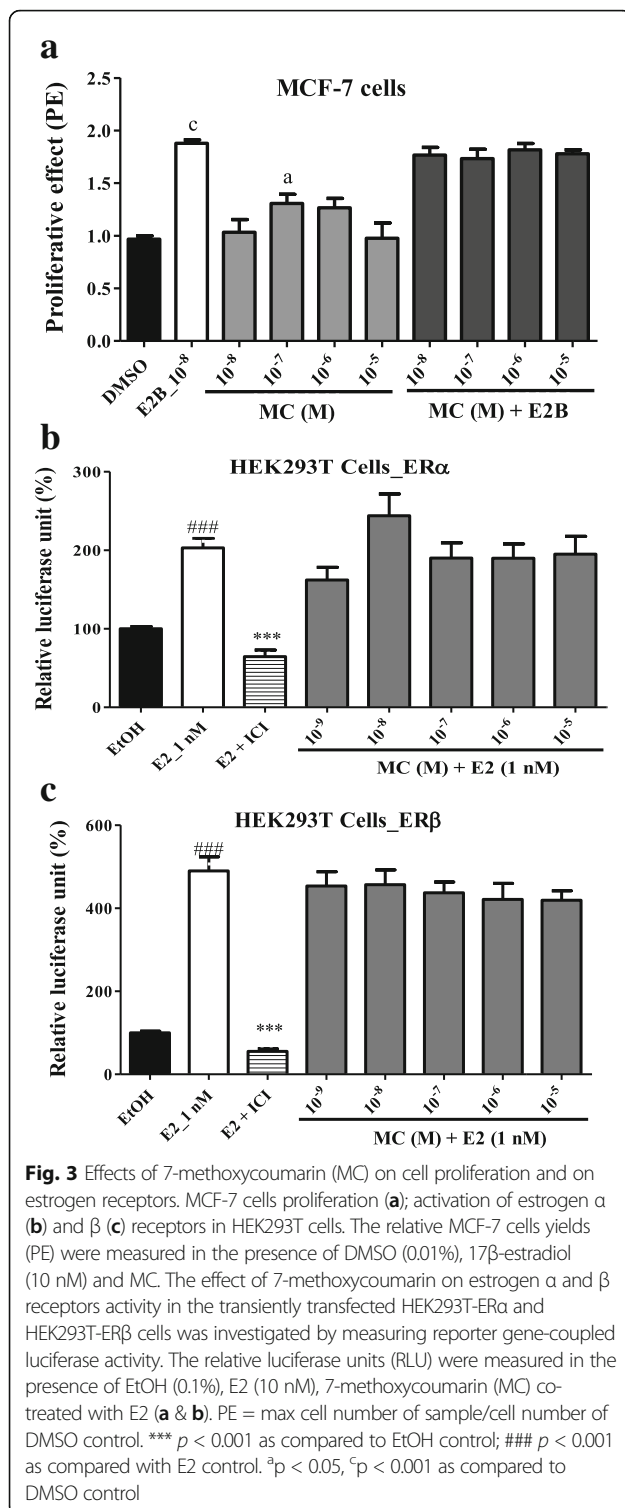 a
MCF-7 cells
Proliferative effect (PE)
2.5
2.0
1.5
1.0
0.5
0.0
c
a
DMSO
E2B_10⁻⁸
10⁻⁸
10⁻⁷
10⁻⁶
10⁻⁵
10⁻⁸
10⁻⁷
10⁻⁶
10⁻⁵
MC (M)
MC (M) + E2B
b
HEK293T Cells_ERα
Relative luciferase unit (%)
300
200
100
0
###
***
EtOH
E2_1 nM
E2 + ICI
10⁻⁹
10⁻⁸
10⁻⁷
10⁻⁶
10⁻⁵
MC (M) + E2 (1 nM)
c
HEK293T Cells_ERβ
Relative luciferase unit (%)
600
400
200
0
###
***
EtOH
E2_1 nM
E2 + ICI
10⁻⁹
10⁻⁸
10⁻⁷
10⁻⁶
10⁻⁵
MC (M) + E2 (1 nM)
Fig. 3 Effects of 7-methoxycoumarin (MC) on cell proliferation and on
estrogen receptors. MCF-7 cells proliferation (a); activation of estrogen α
(b) and β (c) receptors in HEK293T cells. The relative MCF-7 cells yields
(PE) were measured in the presence of DMSO (0.01%), 17β-estradiol
(10 nM) and MC. The effect of 7-methoxycoumarin on estrogen α and β
receptors activity in the transiently transfected HEK293T-ERα and
HEK293T-ERβ cells was investigated by measuring reporter gene-coupled
luciferase activity. The relative luciferase units (RLU) were measured in the
presence of EtOH (0.1%), E2 (10 nM), 7-methoxycoumarin (MC) co-
treated with E2 (a & b). PE = max cell number of sample/cell number of
DMSO control. *** p < 0.001 as compared to EtOH control; ### p < 0.001
as compared with E2 control. ᵃp < 0.05, ᶜp < 0.001 as compared to
DMSO control